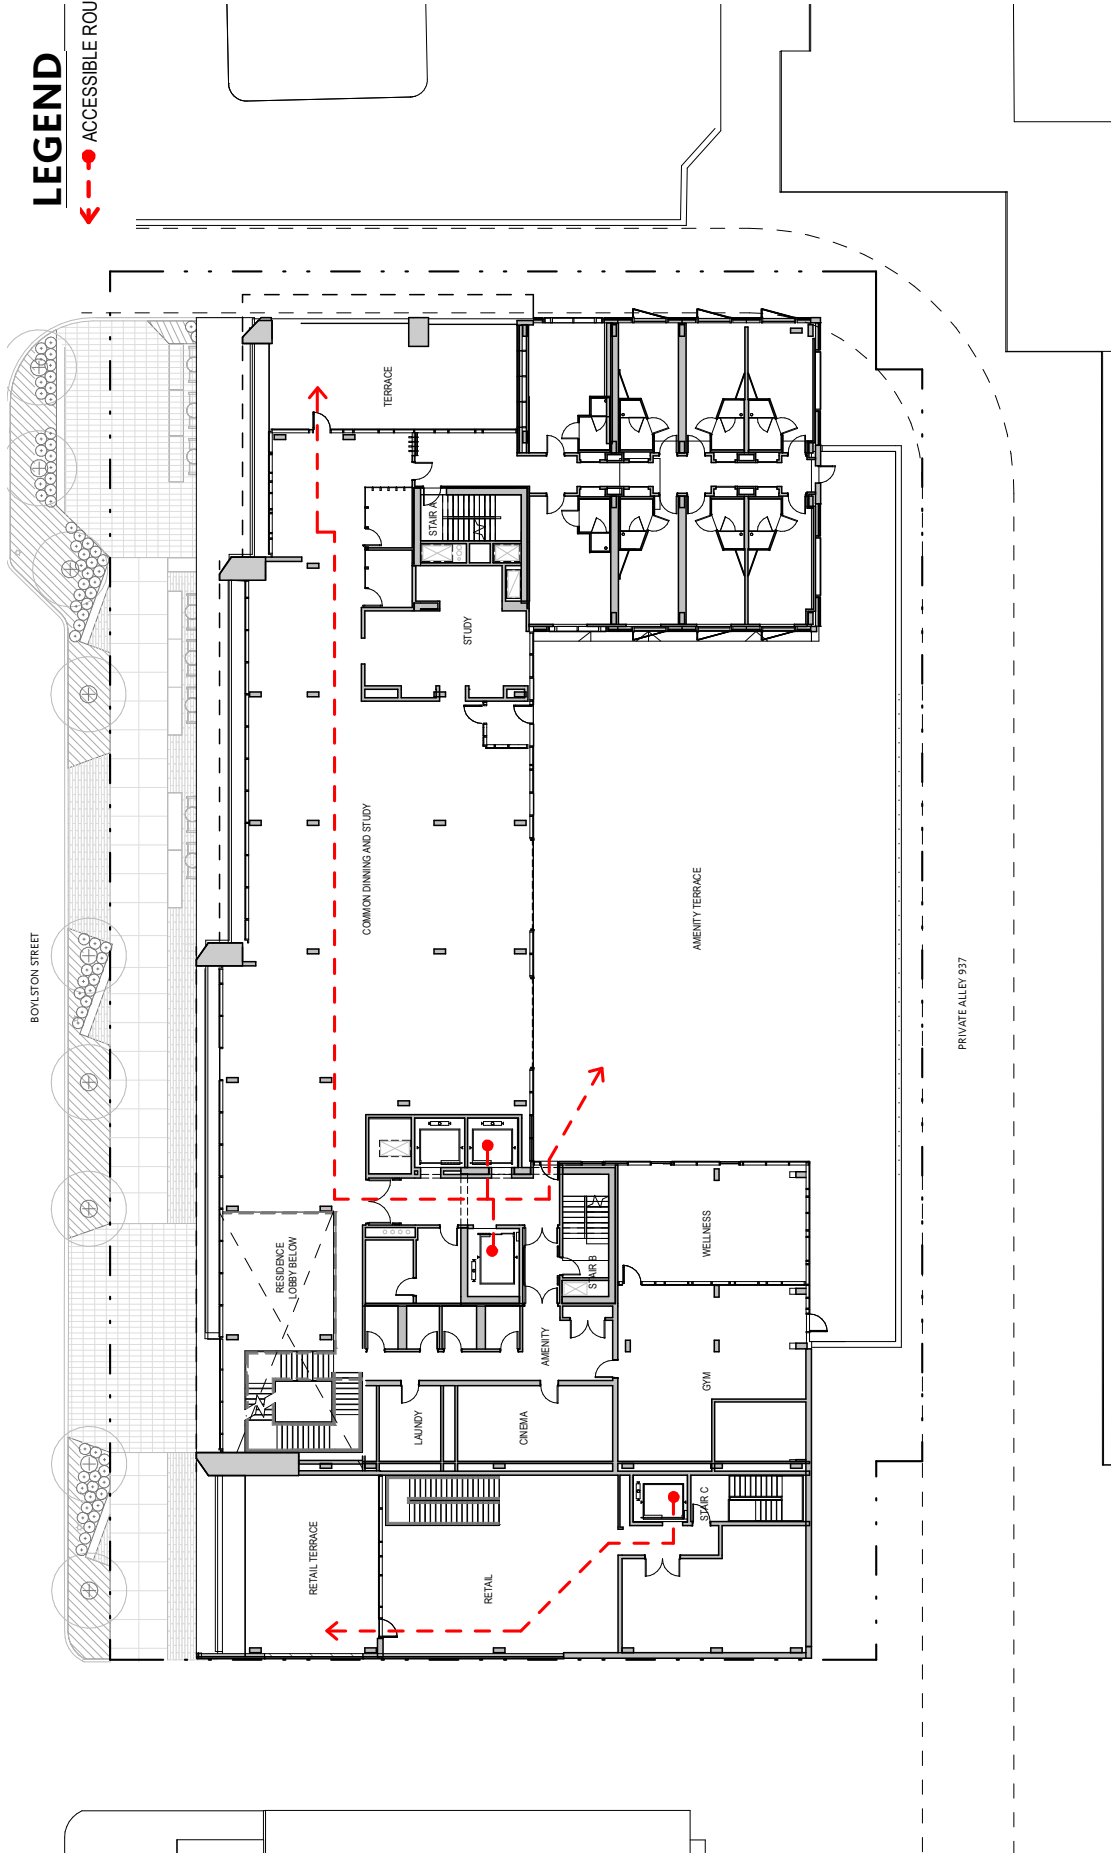 LEGEND
ACCESSIBLE ROU
TERRACE
STAIR A
STUDY
COMMON DINNING AND STUDY
AMENITY TERRACE
BOYLSTON STREET
PRIVATE ALLEY 937
RESIDENCE
LOBBY BELOW
WELLNESS
STAIR B
AMENITY
GYM
LAUNDY
CINEMA
STAIR C
RETAIL TERRACE
RETAIL